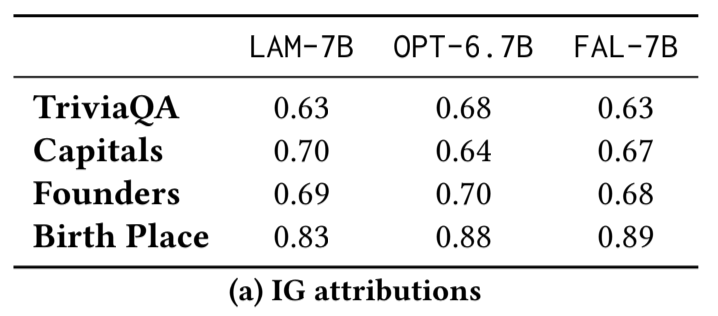 LAM-7B OPT-6.7B FAL-7B
TriviaQA 0.63 0.68 0.63
Capitals 0.70 0.64 0.67
Founders 0.69 0.70 0.68
Birth Place 0.83 0.88 0.89
(a) IG attributions